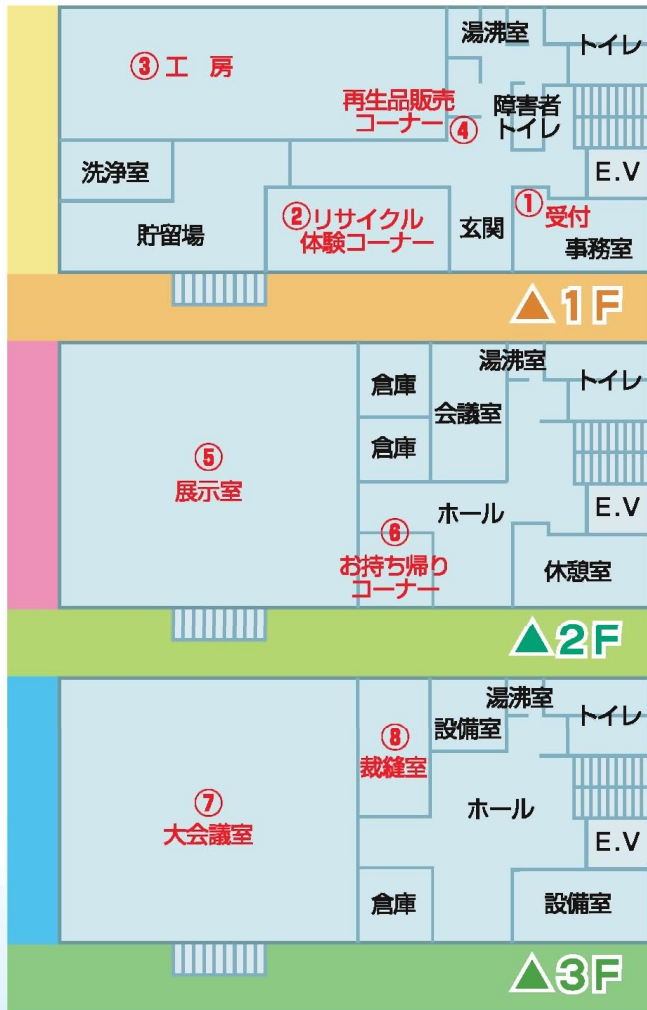 湯沸室
トイレ
③工 房
再生品販売
コーナー④
障害者
トイレ
洗浄室
E.V
貯留場
②リサイクル
体験コーナー
玄関
①受付
事務室
△1F
湯沸室
トイレ
倉庫
会議室
倉庫
⑤
展示室
ホール
E.V
⑥
お持ち帰り
コーナー
休憩室
▲2F
湯沸室
トイレ
設備室
⑧
裁縫室
⑦
大会議室
ホール
E.V
倉庫
設備室
▲3F